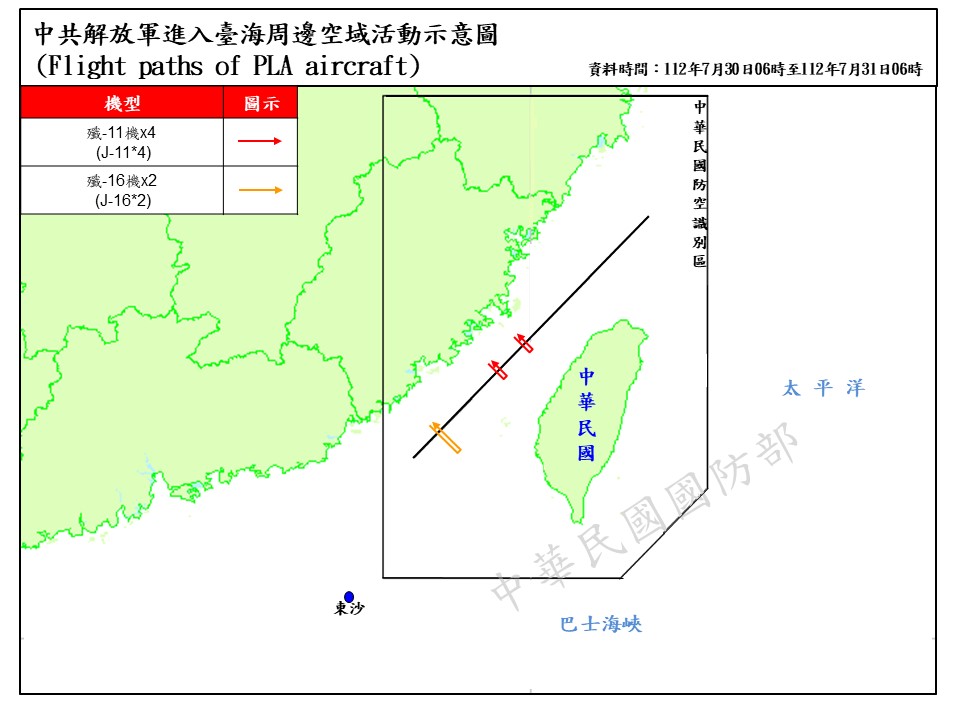 中共解放軍進入臺海周邊空域活動示意圖
(Flight paths of PLA aircraft)
資料時間：112年7月30日06時至112年7月31日06時
機型 圖示
殲-11機x4
(J-11*4)
殲-16機x2
(J-16*2)
中華民國防空識別區
中華民國
太平洋
中華民國國防部
東沙
巴士海峽